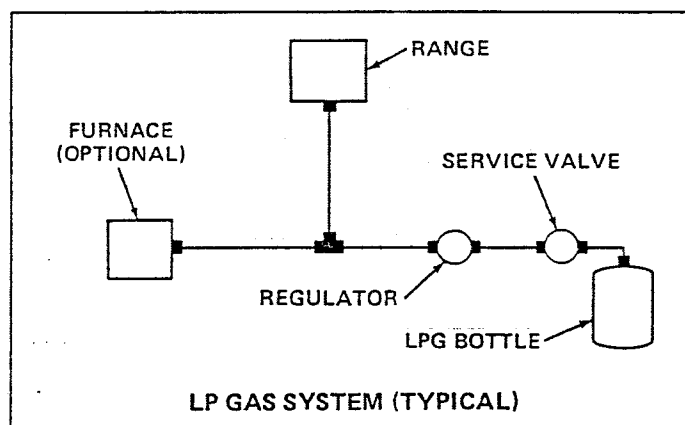 RANGE
FURNACE
(OPTIONAL)
SERVICE VALVE
REGULATOR
LPG BOTTLE
LP GAS SYSTEM (TYPICAL)